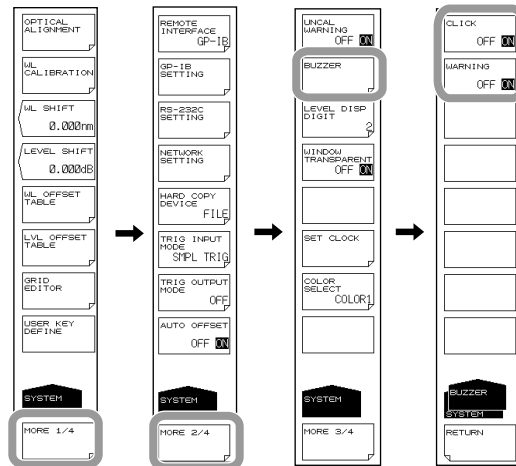 OPTICAL
ALIGNMENT
WL
CALIBRATION
WL SHIFT
0.000nm
LEVEL SHIFT
0.000dB
WL OFFSET
TABLE
LVL OFFSET
TABLE
GRID
EDITOR
USER KEY
DEFINE
SYSTEM
MORE 1/4
REMOTE
INTERFACE
GP-IB
GP-IB
SETTING
RS-232C
SETTING
NETWORK
SETTING
HARD COPY
DEVICE
FILE
TRIG INPUT
MODE
SMPL TRIG
TRIG OUTPUT
MODE
OFF
AUTO OFFSET
OFF ON
SYSTEM
MORE 2/4
UNCAL
WARNING
OFF ON
BUZZER
LEVEL DISP
DIGIT
2
WINDOW
TRANSPARENT
OFF ON
SET CLOCK
COLOR
SELECT
COLOR1
SYSTEM
MORE 3/4
CLICK
OFF ON
WARNING
OFF ON
BUZZER
SYSTEM
RETURN